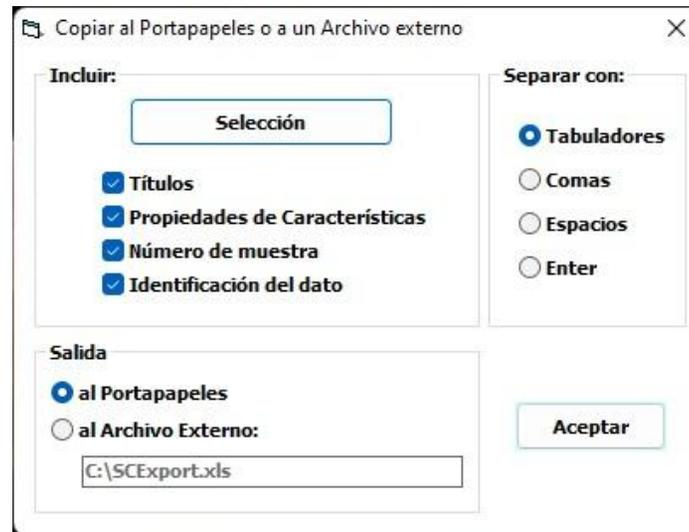 Copiar al Portapapeles o a un Archivo externo
Incluir:
Selección
Títulos
Propiedades de Características
Número de muestra
Identificación del dato
Separar con:
Tabuladores
Comas
Espacios
Enter
Salida
al Portapapeles
al Archivo Externo:
C:\SCExport.xls
Aceptar